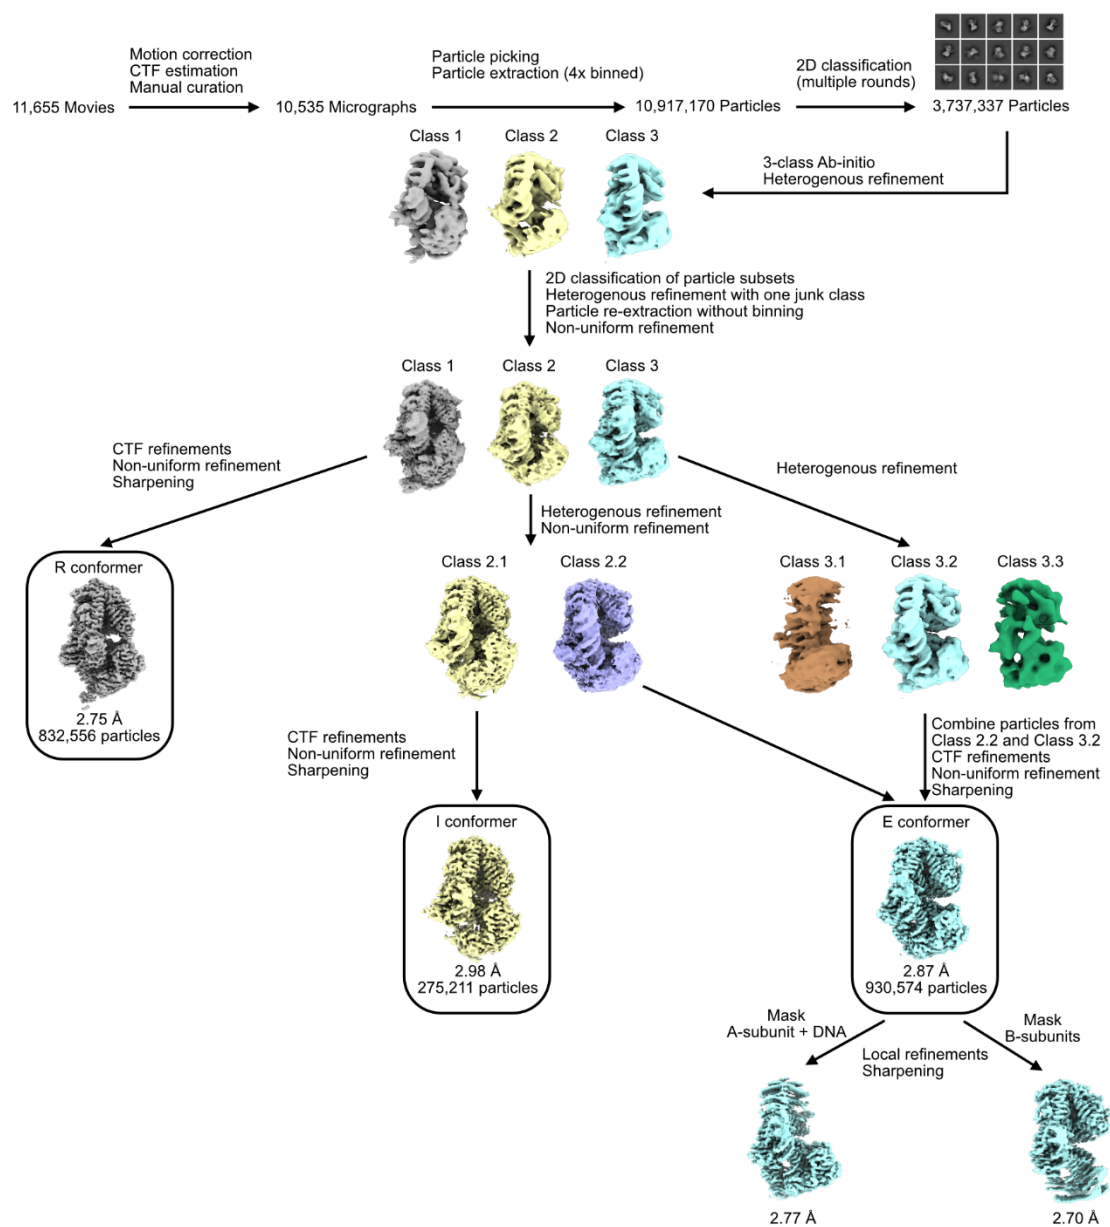 Motion correction
CTF estimation
Manual curation
Particle picking
Particle extraction (4x binned)
2D classification
(multiple rounds)
11,655 Movies
10,535 Micrographs
10,917,170 Particles
3,737,337 Particles
Class 1
Class 2
Class 3
3-class Ab-initio
Heterogenous refinement
2D classification of particle subsets
Heterogenous refinement with one junk class
Particle re-extraction without binning
Non-uniform refinement
Class 1
Class 2
Class 3
CTF refinements
Non-uniform refinement
Sharpening
Heterogenous refinement
Heterogenous refinement
Non-uniform refinement
R conformer
2.75 Å
832,556 particles
Class 2.1
Class 2.2
Class 3.1
Class 3.2
Class 3.3
CTF refinements
Non-uniform refinement
Sharpening
Combine particles from
Class 2.2 and Class 3.2
CTF refinements
Non-uniform refinement
Sharpening
I conformer
2.98 Å
275,211 particles
E conformer
2.87 Å
930,574 particles
Mask
A-subunit + DNA
Mask
B-subunits
Local refinements
Sharpening
2.77 Å
2.70 Å